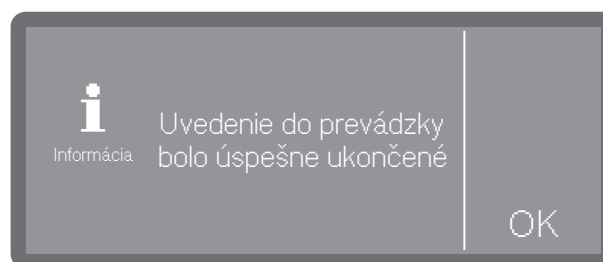 Uvedenie do prevádzky
Informácia
bolo úspešne ukončené
OK